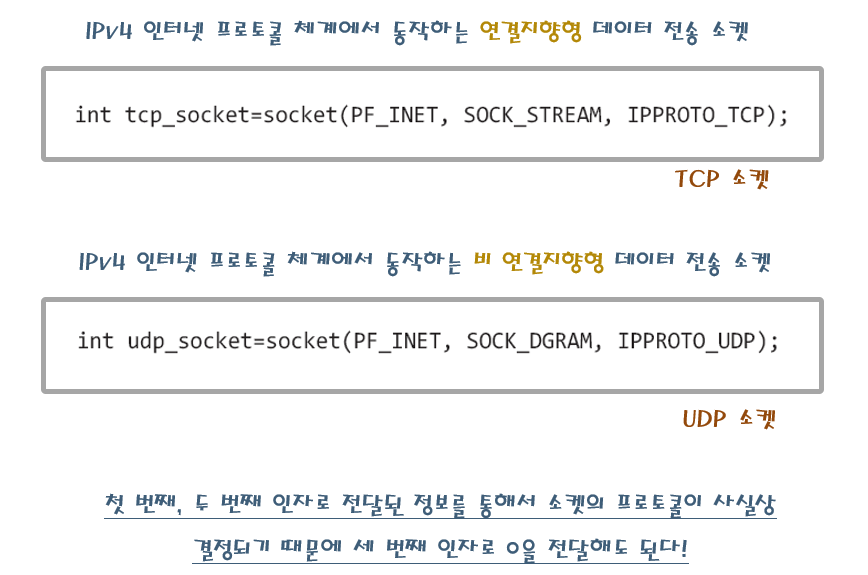 IPv4 인터넷 프로토콜 체계에서 동작하는 연결지향형 데이터 전송 소켓
int tcp_socket=socket(PF_INET, SOCK_STREAM, IPPROTO_TCP);
TCP 소켓
IPv4 인터넷 프로토콜 체계에서 동작하는 비 연결지향형 데이터 전송 소켓
int udp_socket=socket(PF_INET, SOCK_DGRAM, IPPROTO_UDP);
UDP 소켓
첫 번째, 두 번째 인자로 전달된 정보를 통해서 소켓의 프로토콜이 사실상
결정되기 때문에 세 번째 인자로 0을 전달해도 된다!